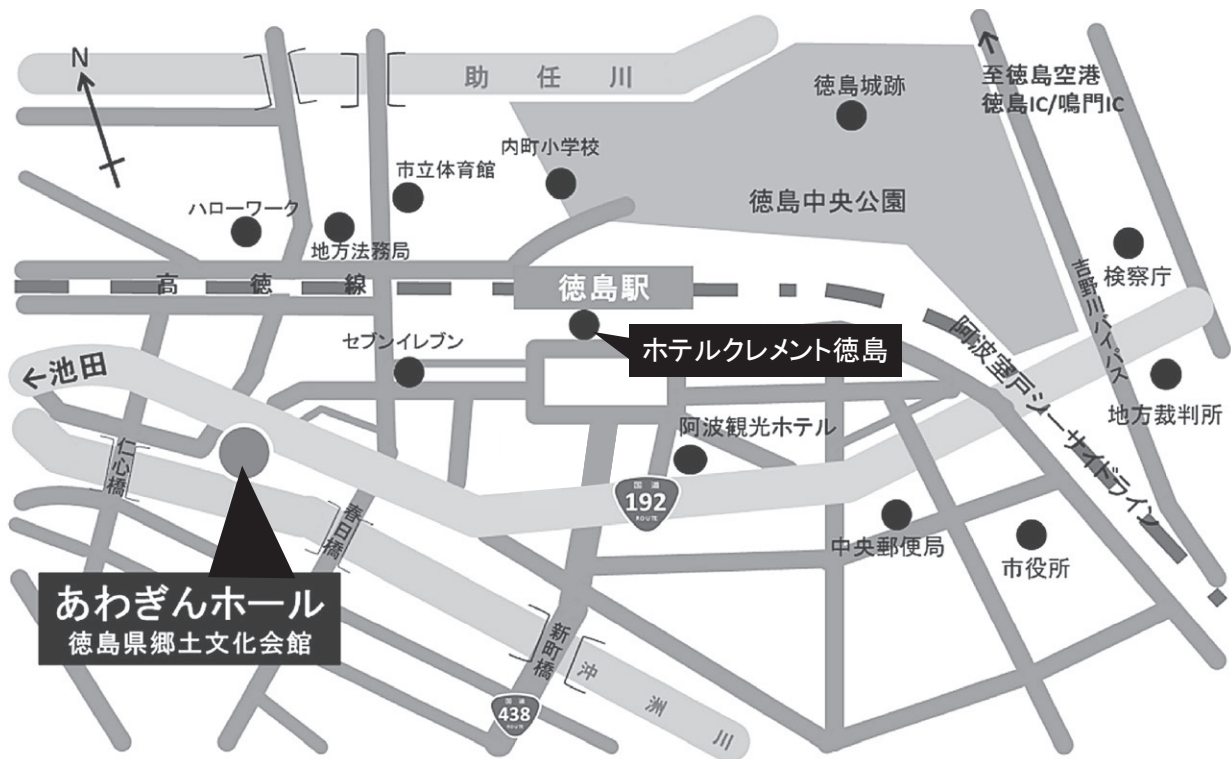 N
助任川
至徳島空港
徳島IC/鳴門IC
徳島城跡
内町小学校
市立体育館
徳島中央公園
ハローワーク
地方法務局
検察庁
吉野川バイパス
高徳線
徳島駅
セブンイレブン
ホテルクレメント徳島
←池田
阿波室戸シーサイドライン
地方裁判所
阿波観光ホテル
仁心橋
国道
192
ROUTE
春日橋
中央郵便局
市役所
あわぎんホール
徳島県郷土文化会館
新町橋
沖洲川
国道
438
ROUTE